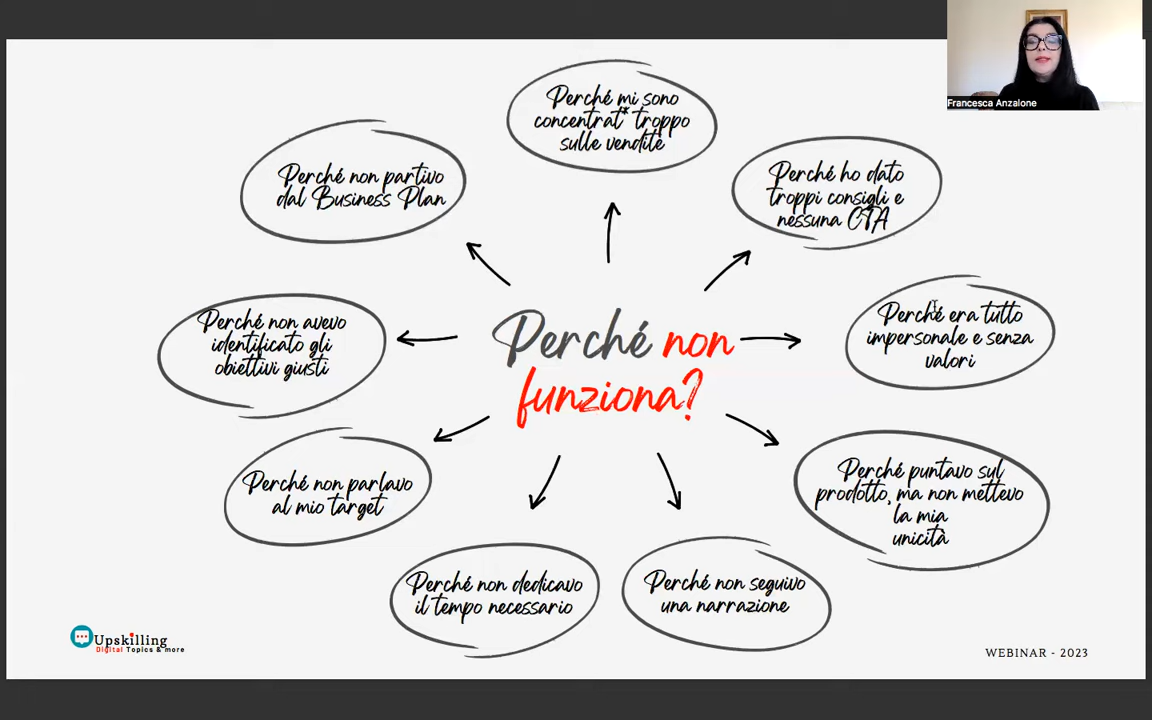 Francesca Anzalone
Perché mi sono
concentrat* troppo
sulle vendite
Perché non partivo
dal Business Plan
Perché ho dato
troppi consigli e
nessuna CTA
Perché non avevo
identificato gli
obiettivi giusti
Perché non
funziona?
Perché era tutto
impersonale e senza
valori
Perché non parlavo
al mio target
Perché puntavo sul
prodotto, ma non mettevo
la mia
unicità
Perché non dedicavo
il tempo necessario
Perché non seguivo
una narrazione
Upskilling
Digital Topics & more
WEBINAR - 2023